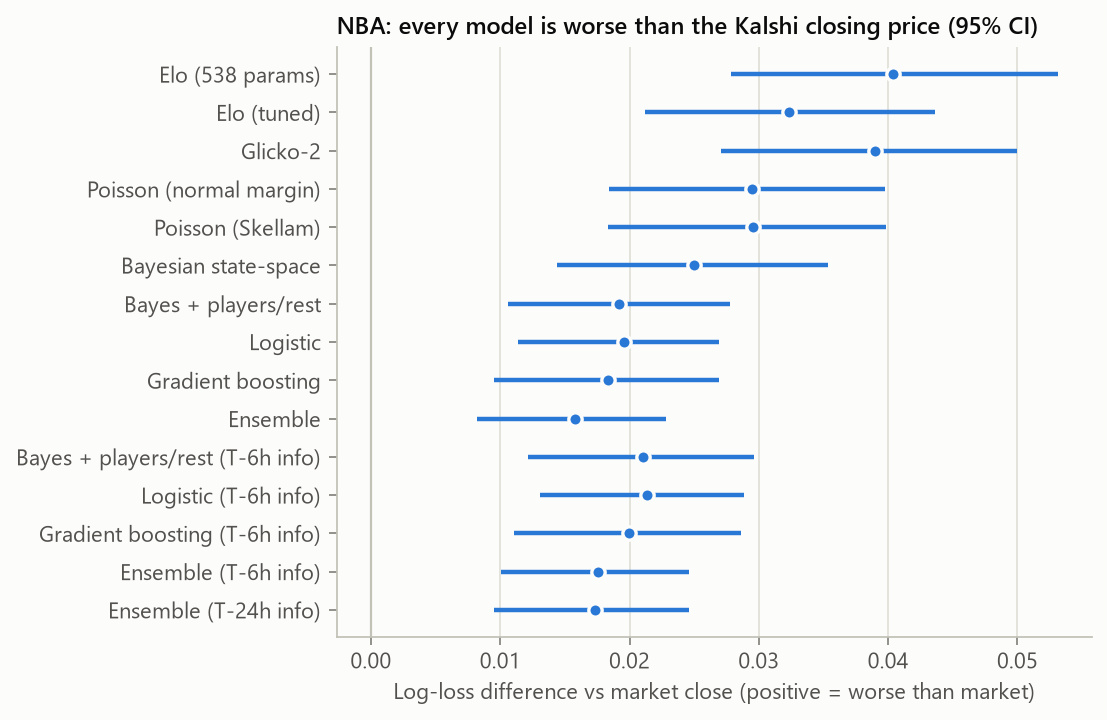 NBA: every model is worse than the Kalshi closing price (95% CI)
Elo (538 params)
Elo (tuned)
Glicko-2
Poisson (normal margin)
Poisson (Skellam)
Bayesian state-space
Bayes + players/rest
Logistic
Gradient boosting
Ensemble
Bayes + players/rest (T-6h info)
Logistic (T-6h info)
Gradient boosting (T-6h info)
Ensemble (T-6h info)
Ensemble (T-24h info)
0.00 0.01 0.02 0.03 0.04 0.05
Log-loss difference vs market close (positive = worse than market)